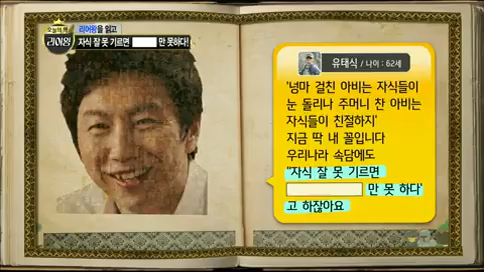 오늘의 책
리어왕
리어왕을 읽고
자식 잘 못 기르면 만 못하다!
유태식 / 나이 : 62세
'넝마 걸친 아비는 자식들이
눈 돌리나 주머니 찬 아비는
자식들이 친절하지'
지금 딱 내 꼴입니다
우리나라 속담에도
"자식 잘 못 기르면
만 못 하다'
고 하잖아요